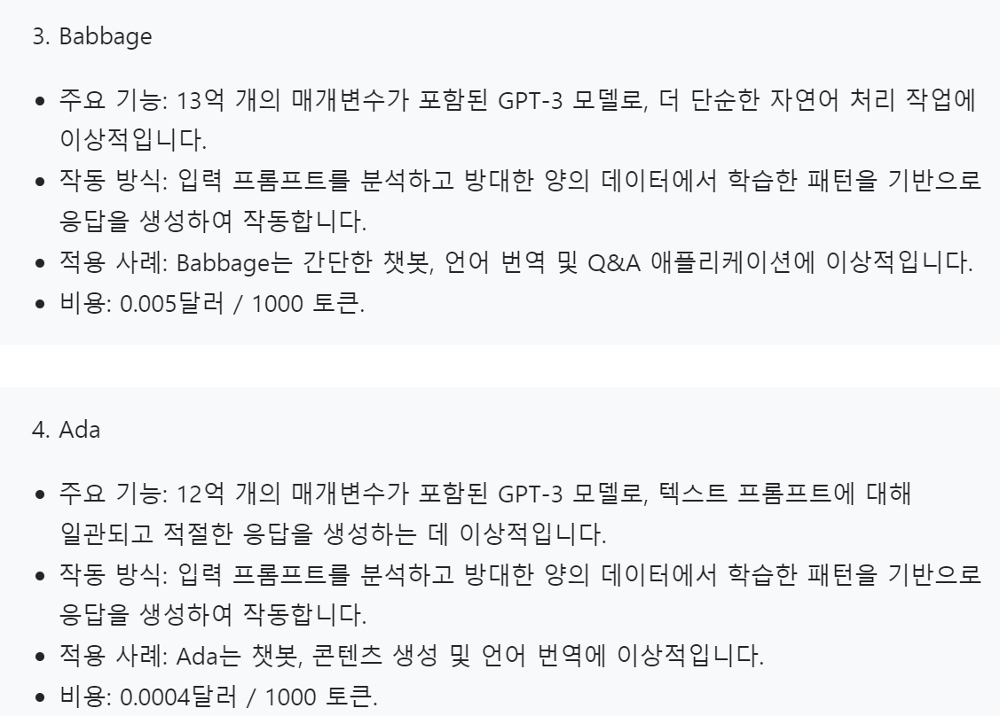 3. Babbage
• 주요 기능: 13억 개의 매개변수가 포함된 GPT-3 모델로, 더 단순한 자연어 처리 작업에
이상적입니다.
• 작동 방식: 입력 프롬프트를 분석하고 방대한 양의 데이터에서 학습한 패턴을 기반으로
응답을 생성하여 작동합니다.
• 적용 사례: Babbage는 간단한 챗봇, 언어 번역 및 Q&A 애플리케이션에 이상적입니다.
• 비용: 0.005달러 / 1000 토큰.
4. Ada
• 주요 기능: 12억 개의 매개변수가 포함된 GPT-3 모델로, 텍스트 프롬프트에 대해
일관되고 적절한 응답을 생성하는 데 이상적입니다.
• 작동 방식: 입력 프롬프트를 분석하고 방대한 양의 데이터에서 학습한 패턴을 기반으로
응답을 생성하여 작동합니다.
• 적용 사례: Ada는 챗봇, 콘텐츠 생성 및 언어 번역에 이상적입니다.
• 비용: 0.0004달러 / 1000 토큰.